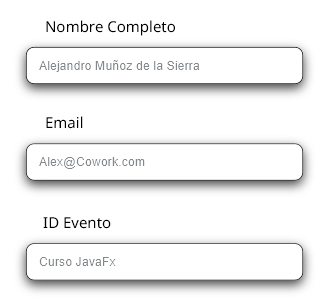 Nombre Completo
Alejandro Muñoz de la Sierra
Email
Alex@Cowork.com
ID Evento
Curso JavaFx